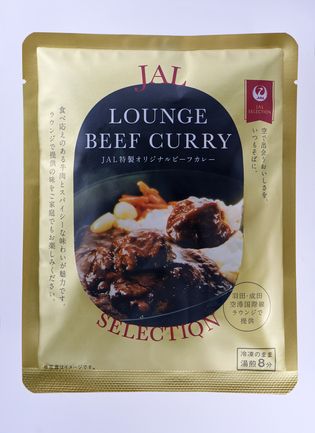 JAL
LOUNGE
BEEF CURRY
JAL特製オリジナルビーフカレー
JAL
SELECTION
空で出会うおいしさを、
いつもそばに。
食べ応えのある牛肉とスパイシーな味わいが魅力です。
ラウンジで提供の味をご家庭でもお楽しみください。
SELECTION
羽田・成田
空港国際線
ラウンジで
提供
冷凍のまま
湯煎8分